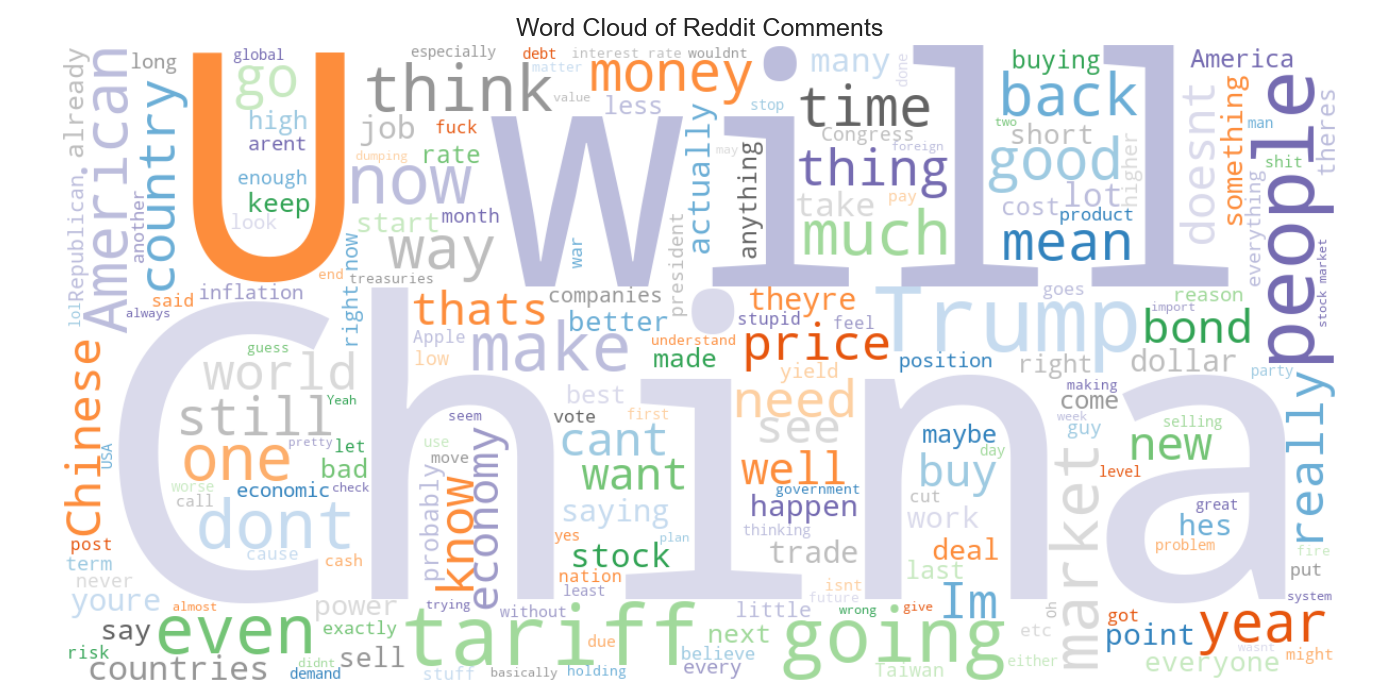 Word Cloud of Reddit Comments
global
especially
debt
interest rate
wouldnt
many
done
buying
America
long
already
American
country
go
think
matter
money
time
back
people
high
U
value
less
stop
Congress
two
short
doesnt
something
man
theres
arent
job
fuck
will
actually
foreign
good
higher
shit
enough
dumping
rate
may
anything
thing
lot
everything
keep
now
take
pay
cost
product
another
look
start
month
president
much
mean
Republican
right now
way
war
end
treasuries
lol
said
inflation
companies
theyre
goes
reason
stock market
always
thats
better
stupid
feel
Trump
import
bond
guess
Apple
make
understand
price
position
right
dollar
Chinese
world
low
made
yield
party
China
still
Yeah
seem
best
vote
first
need
making
come
really
USA
one
pretty
let
use
economy
cant
see
maybe
week
guy
selling
new
worse
bad
move
want
well
buy
day
level
call
economic
check
know
probably
government
market
dont
saying
happen
cut
work
great
hes
post
cause
cash
yes
plan
thinking
trade
deal
problem
fire
term
stock
never
nation
isnt
last
put
youre
almost
power
trying
least
future
Im
system
without
little
wrong
give
oh
got
year
say
even
exactly
tariff
due
next
going
etc
point
might
risk
sell
believe
wasnt
countries
didnt
demand
stuff
basically
holding
every
Taiwan
either
everyone